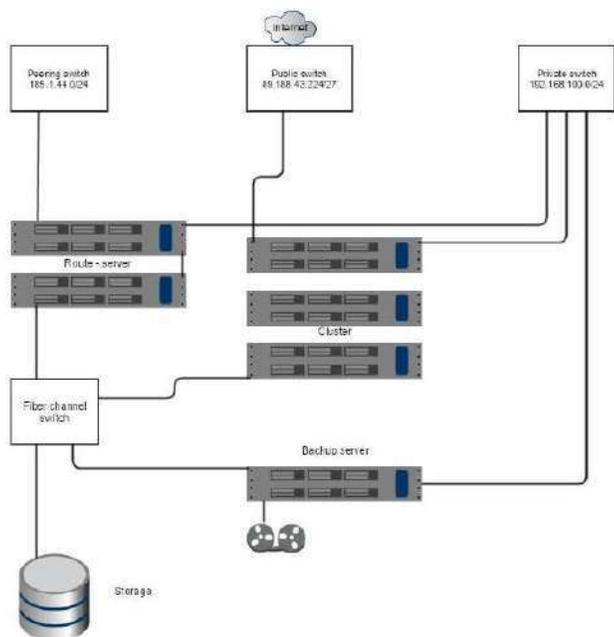 Internet
Peering switch
185.1.44.0/24
Public switch
89.188.43.224/27
Private switch
192.168.100.0/24
Route - server
Cluster
Fiber channel
switch
Backup server
Storage